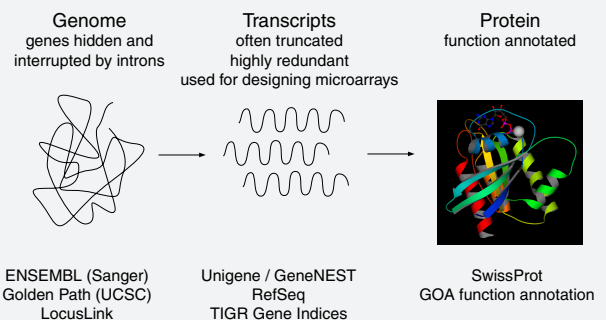 Genome
genes hidden and
interrupted by introns
Transcripts
often truncated
highly redundant
used for designing microarrays
Protein
function annotated
ENSEMBL (Sanger)
Golden Path (UCSC)
LocusLink
Unigene / GeneNEST
RefSeq
TIGR Gene Indices
SwissProt
GOA function annotation